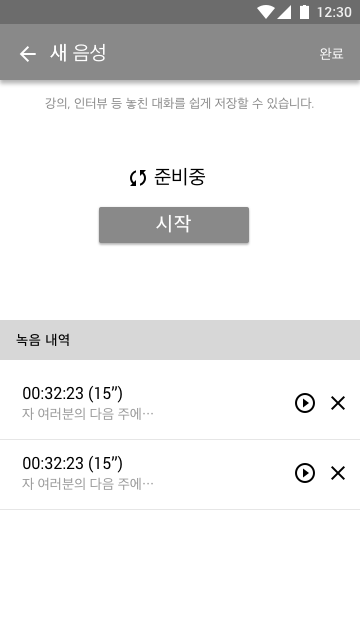 12:30
새 음성
완료
강의, 인터뷰 등 놓친 대화를 쉽게 저장할 수 있습니다.
준비중
시작
녹음 내역
00:32:23 (15”)
자 여러분의 다음 주에…
00:32:23 (15”)
자 여러분의 다음 주에…